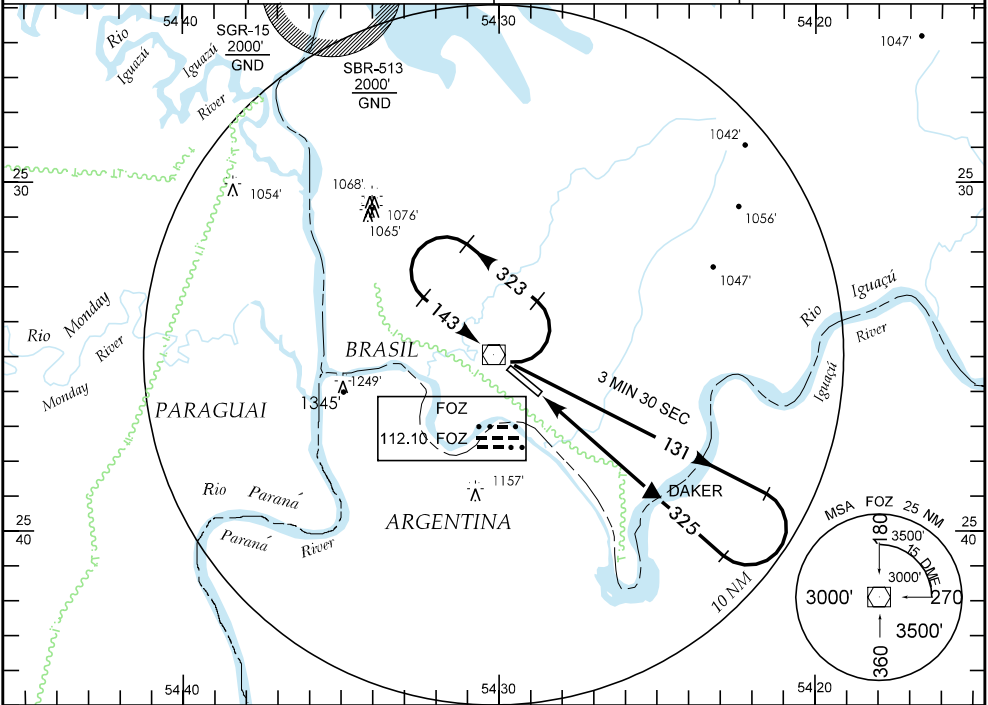 54 40
54 30
54 20
SGR-15
2000'
GND
SBR-513
2000'
GND
Rio
Iguazú
Iguazú
River
1047'
1042'
25
30
25
30
1054'
1068'
1076'
1065'
1056'
1047'
323
143
Rio
Monday
Monday
River
Rio
Iguaçú
Iguaçú
River
BRASIL
1249'
1345'
PARAGUAI
3 MIN 30 SEC
131
FOZ
112.10 FOZ
DAKER
325
1157'
ARGENTINA
Rio
Paraná
Paraná
River
25
40
25
40
10 NM
MSA FOZ 25 NM
180
3500'
15 DME
3000'
3000'
270
3500'
360
54 40
54 30
54 20